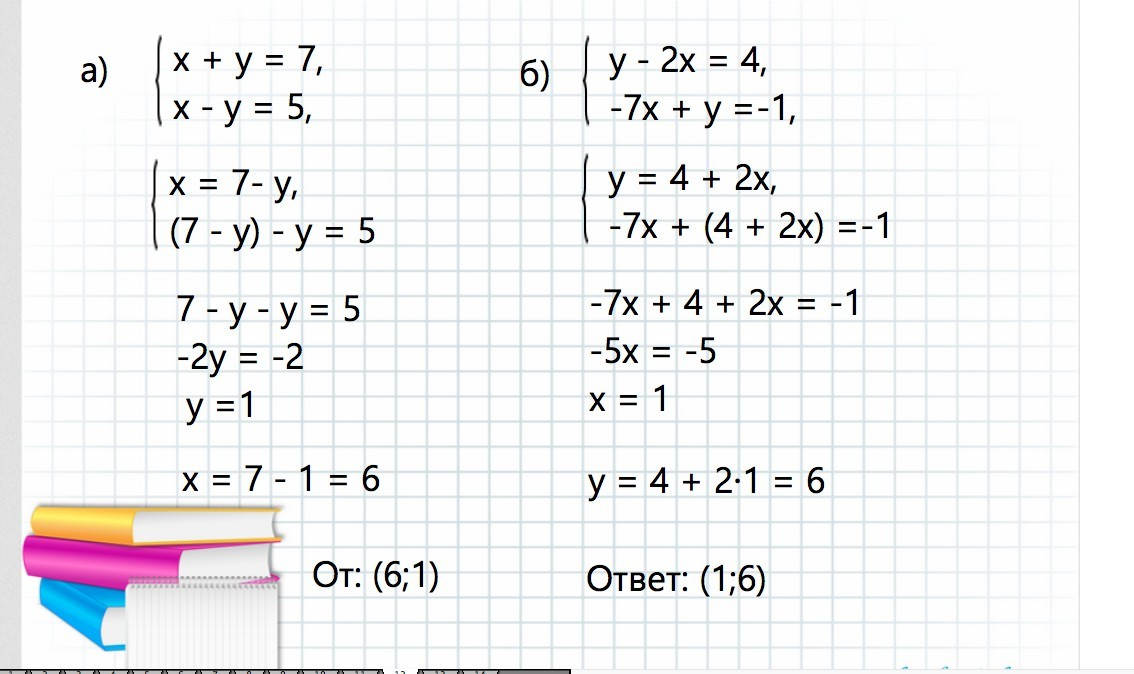 а)
x + y = 7,
x - y = 5,
x = 7- y,
(7 - y) - y = 5
7 - y - y = 5
-2y = -2
y =1
x = 7 - 1 = 6
От: (6;1)
б)
y - 2x = 4,
-7x + y =-1,
y = 4 + 2x,
-7x + (4 + 2x) =-1
-7x + 4 + 2x = -1
-5x = -5
x = 1
y = 4 + 2·1 = 6
Ответ: (1;6)